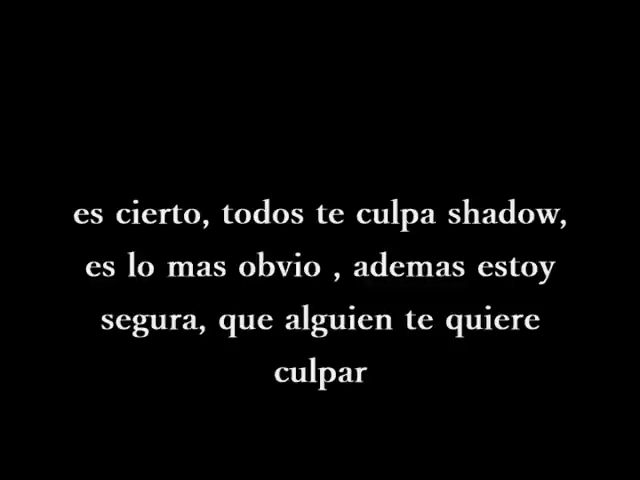 es cierto, todos te culpa shadow,
es lo mas obvio , ademas estoy
segura, que alguien te quiere
culpar